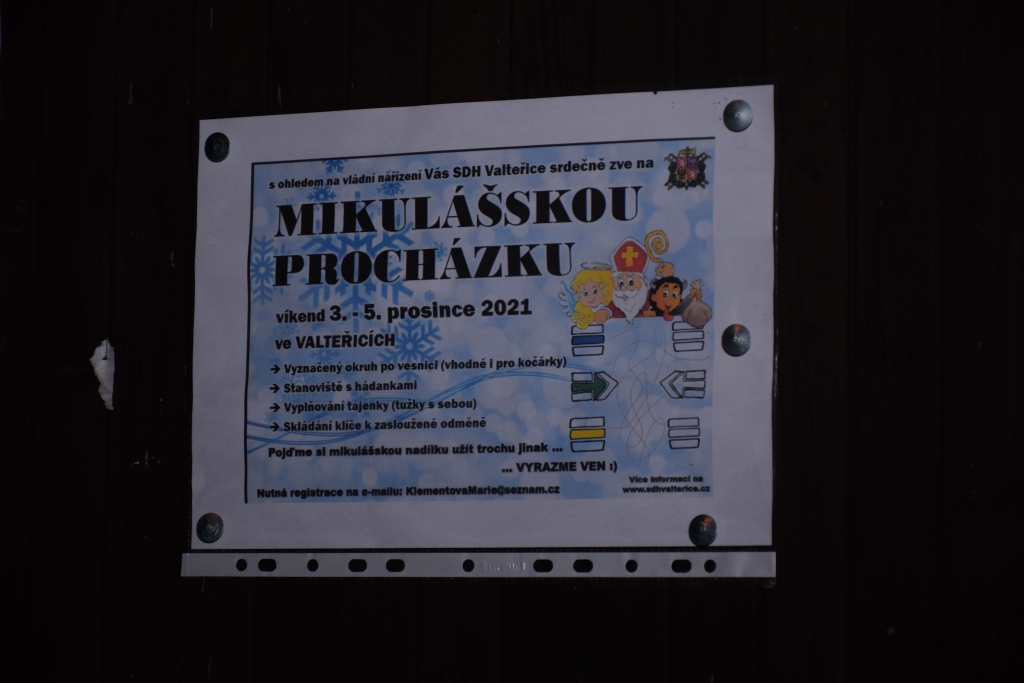 s ohledem na vládní nářízení Vás SDH Valteřice srdečně zve na
MIKULÁŠSKOU
PROCHÁZKU
víkend 3. - 5. prosince 2021
ve VALTEŘICÍCH
→ Vyznačený okruh po vesnici (vhodné i pro kočárky)
→ Stanoviště s hádankami
→ Vyplňování tajenky (tužky s sebou)
→ Skládání klíče k zasloužené odměně
Pojďme si mikulášskou nadílku užít trochu jinak ...
... VYRAZME VEN :)
Nutná registrace na e-mailu: KlementovaMarie@seznam.cz
Více informací na
www.sdhvalterice.cz